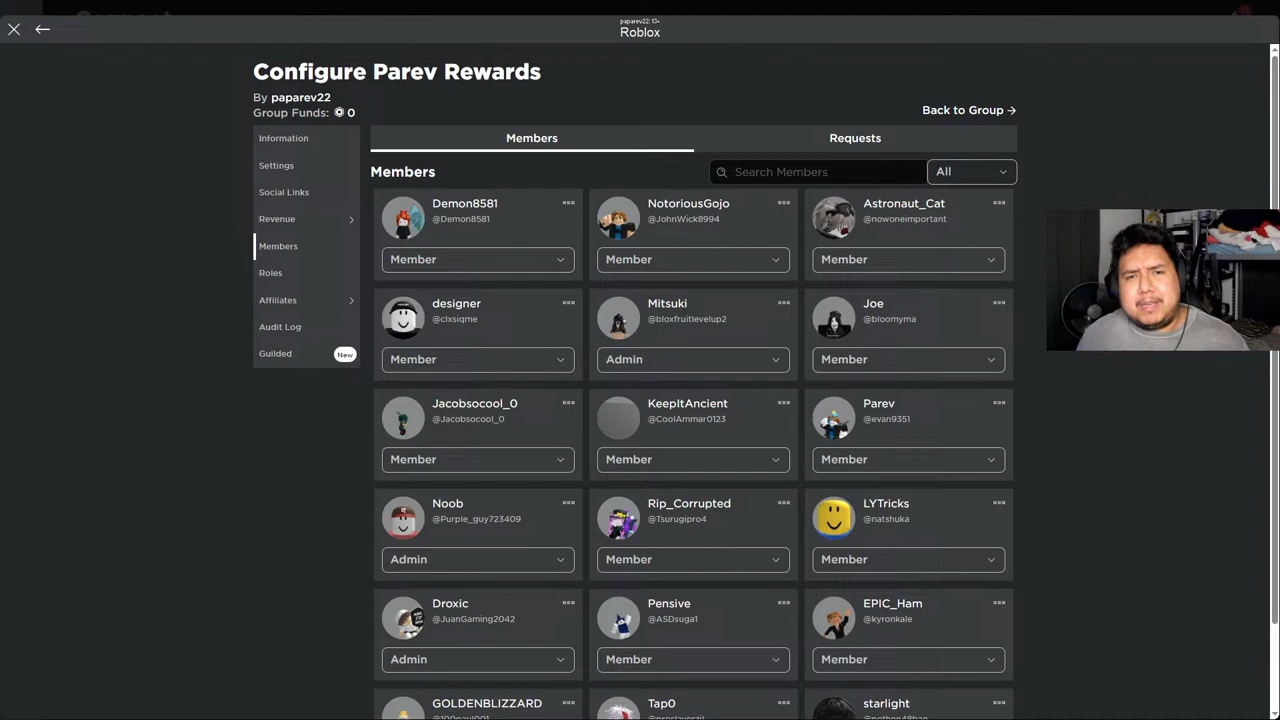 paparev22: 13+
Roblox
Configure Parev Rewards
By paparev22
Group Funds: 0
Back to Group
Information
Settings
Social Links
Revenue
Members
Roles
Affiliates
Audit Log
Guilded New
Members Requests
Members
Search Members
All
Demon8581
@Demon8581
Member
NotoriousGojo
@JohnWick8994
Member
Astronaut_Cat
@nowoneimportant
Member
designer
@clxsiqme
Member
Mitsuki
@bloxfruitlevelup2
Admin
Joe
@bloomyma
Member
Jacobsocool_0
@Jacobsocool_0
Member
KeepItAncient
@CoolAmmar0123
Member
Parev
@evan9351
Member
Noob
@Purple_guy723409
Admin
Rip_Corrupted
@Tsurugipro4
Member
LYTricks
@natshuka
Member
Droxic
@JuanGaming2042
Admin
Pensive
@ASDsuga1
Member
EPIC_Ham
@kyronkale
Member
GOLDENBLIZZARD
Tap0
starlight